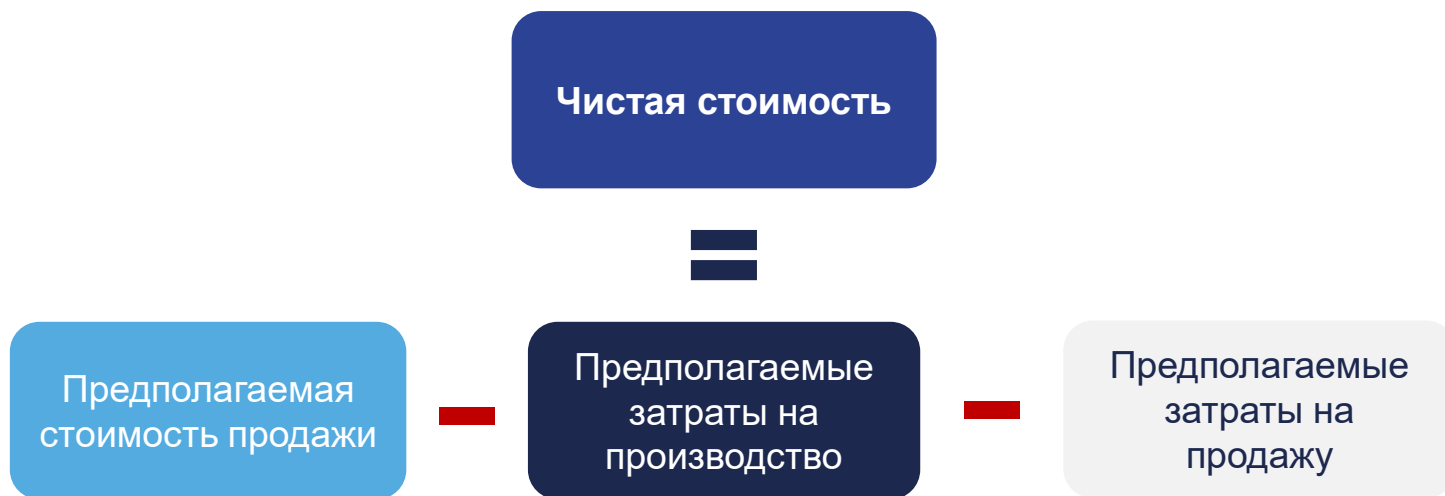 Чистая стоимость
=
Предполагаемая
стоимость продажи
-
Предполагаемые
затраты на
производство
-
Предполагаемые
затраты на
продажу